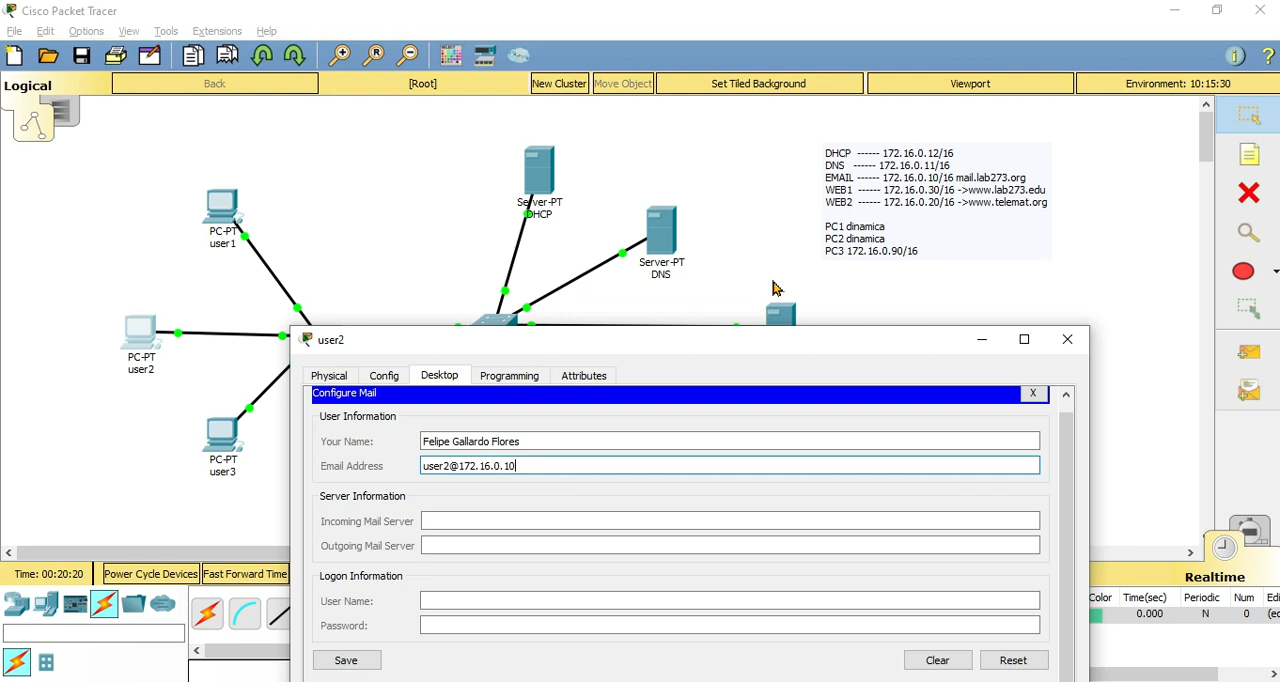 Cisco Packet Tracer
File Edit Options View Tools Extensions Help
Logical Back [Root] New Cluster Move Object Set Tiled Background Viewport Environment: 10:15:30
Server-PT
DHCP
DHCP ------ 172.16.0.12/16
DNS ------ 172.16.0.11/16
EMAIL ------ 172.16.0.10/16 mail.lab273.org
WEB1 ------ 172.16.0.30/16 ->www.lab273.edu
WEB2 ------ 172.16.0.20/16 ->www.telemat.org
PC1 dinamica
PC2 dinamica
PC3 172.16.0.90/16
PC-PT
user1
Server-PT
DNS
PC-PT
user2
PC-PT
user3
user2
Physical Config Desktop Programming Attributes
Configure Mail X
User Information
Your Name: Felipe Gallardo Flores
Email Address user2@172.16.0.10
Server Information
Incoming Mail Server
Outgoing Mail Server
Logon Information
User Name:
Password:
Save Clear Reset
Time: 00:20:20 Power Cycle Devices Fast Forward Time
Realtime
Color Time(sec) Periodic Num Edi
0.000 N 0 (ec